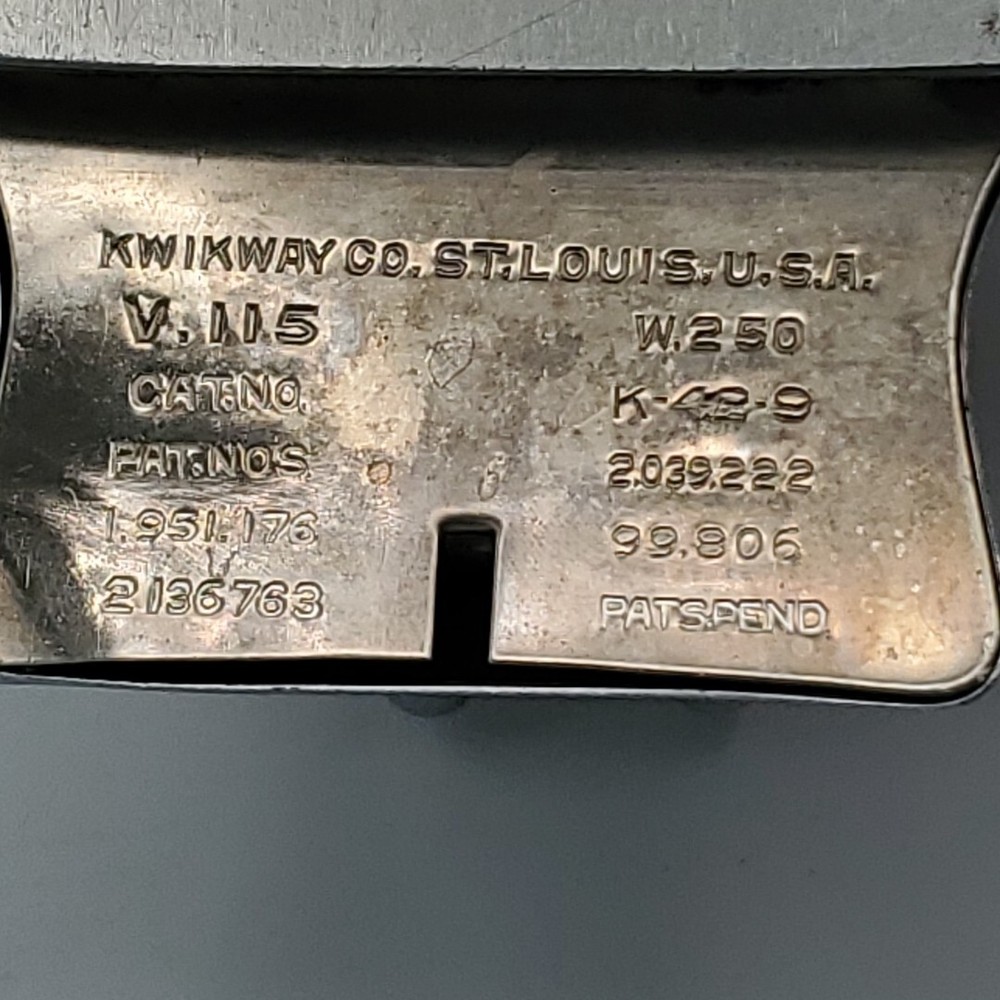 KWIKWAY CO. ST. LOUIS. U.S.A.
V. 115 W. 250
CAT. NO. K-42-9
PAT. NOS 2.039.222
1.951.176 99.806
2136763 PATS.PEND